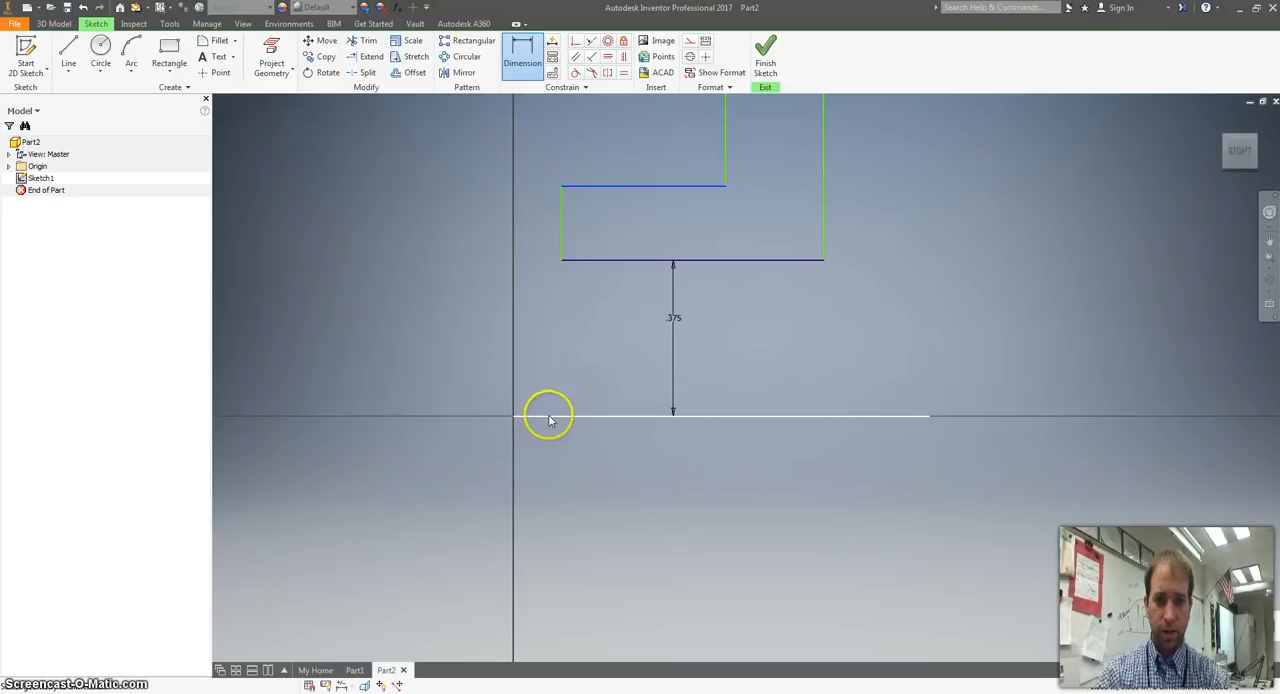 Default
Autodesk Inventor Professional 2017 Part2
Search Help & Commands...
Sign In
File 3D Model Sketch Inspect Tools Manage View Environments BIM Get Started Vault Autodesk A360
Start
2D Sketch
Line
Circle
Arc
Rectangle
Fillet
Text
Point
Project
Geometry
Move
Copy
Rotate
Trim
Extend
Split
Scale
Stretch
Offset
Rectangular
Circular
Mirror
Dimension
Image
Points
ACAD
Show Format
Finish
Sketch
Sketch Create Modify Pattern Constrain Insert Format Exit
Model
Part2
View: Master
Origin
Sketch1
End of Part
RIGHT
.375
My Home Part1 Part2
Screencast-O-Matic.com